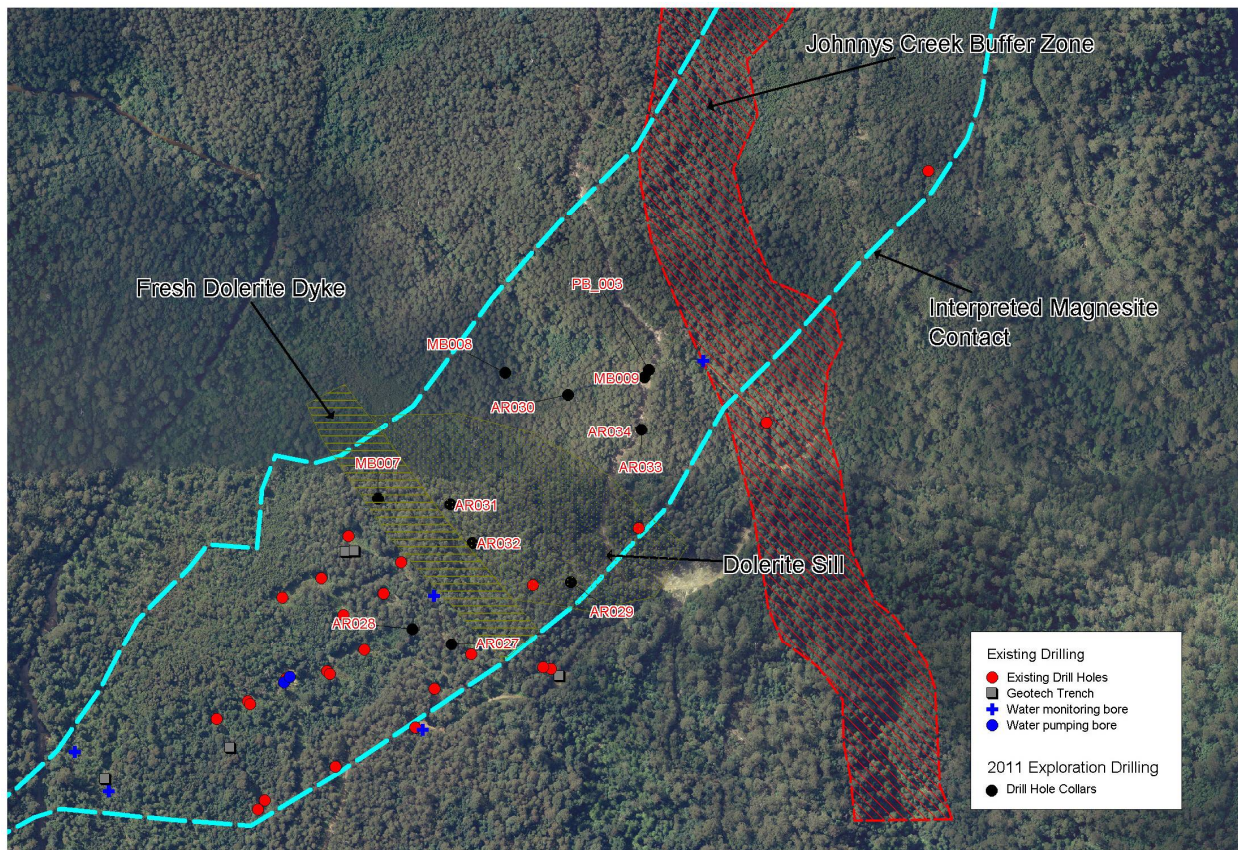 Johnnys Creek Buffer Zone
Fresh Dolerite Dyke
PB_003
Interpreted Magnesite
Contact
MB008
MB009
AR030
AR034
AR033
MB007
AR031
AR032
Dolerite Sill
AR029
AR028
AR027
Existing Drilling
Existing Drill Holes
Geotech Trench
Water monitoring bore
Water pumping bore
2011 Exploration Drilling
Drill Hole Collars